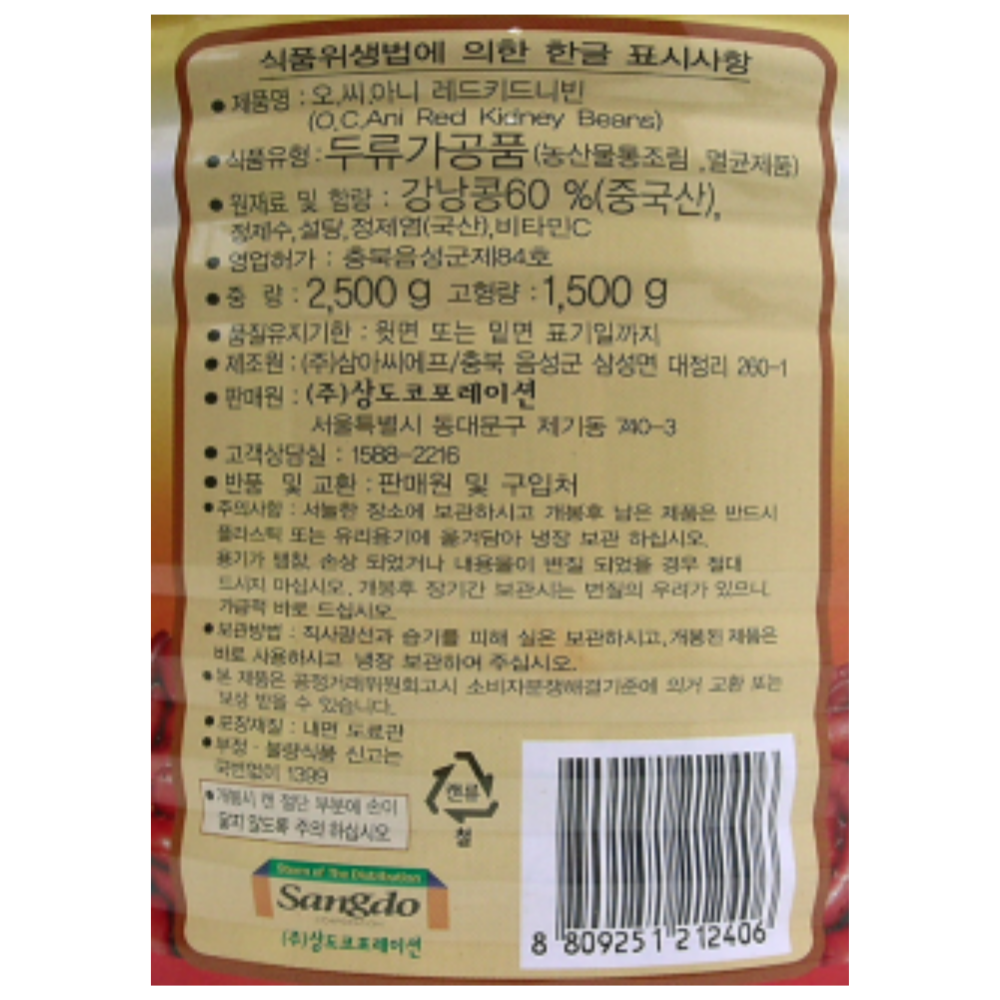 식품위생법에 의한 한글 표시사항
• 제품명 : 오,씨,아니 레드키드니빈
(O,C,Ani Red Kidney Beans)
• 식품유형 : 두류가공품(농산물통조림 ,멸균제품)
• 원재료 및 함량 : 강낭콩60 %(중국산),
정제수,설탕,정제염(국산),비타민C
• 영업허가 : 충북음성군제84호
• 중 량 : 2,500 g 고형량 : 1,500 g
• 품질유지기한 : 윗면 또는 밑면 표기일까지
• 제조원 : (주)삼아씨에프/충북 음성군 삼성면 대정리 260-1
• 판매원 : (주)상도코포레이션
서울특별시 동대문구 제기동 740-3
• 고객상담실 : 1588-2216
• 반품 및 교환 : 판매원 및 구입처
• 주의사항 : 서늘한 장소에 보관하시고 개봉후 남은 제품은 반드시
플라스틱 또는 유리용기에 옮겨담아 냉장 보관 하십시오.
용기가 팽창, 손상 되었거나 내용물이 변질 되었을 경우 절대
드시지 마십시오. 개봉후 장기간 보관시는 변질의 우려가 있으니,
가급적 바로 드십시오.
• 보관방법 : 직사광선과 습기를 피해 실온 보관하시고, 개봉된 제품은
바로 사용하시고 냉장 보관하여 주십시오.
• 본 제품은 공정거래위원회고시 소비자분쟁해결기준에 의거 교환 또는
보상 받을 수 있습니다.
• 포장재질 : 내면 도료관
• 부정 · 불량식품 신고는
국번없이 1399
• 개봉시 캔 절단 부분에 손이
닿지 않도록 주의 하십시오
캔류
철
Storm of The Distribution
Sangdo
(주)상도코포레이션
8 809251 212406